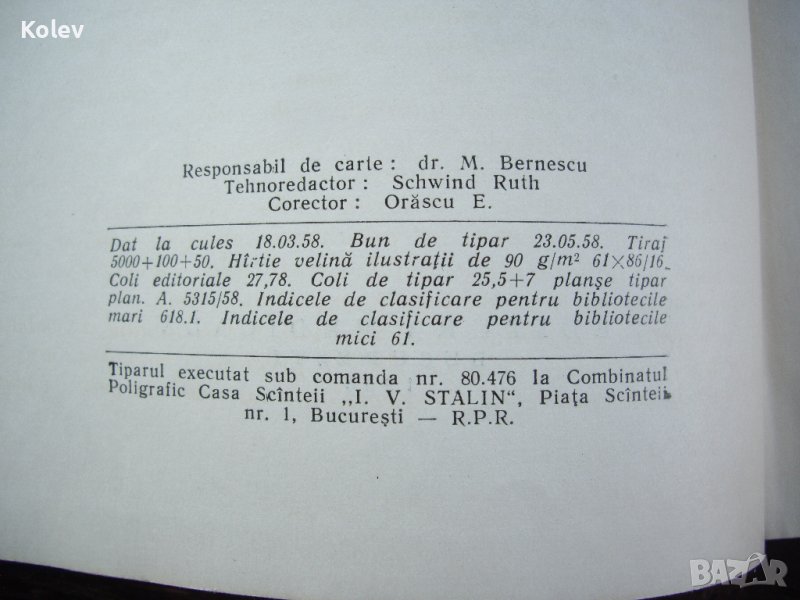 Kolev
Responsabil de carte : dr. M. Bernescu
Tehnoredactor : Schwind Ruth
Corector : Orăscu E.
Dat la cules 18.03.58. Bun de tipar 23.05.58. Tiraj
5000+100+50. Hîrtie velină ilustrații de 90 g/m² 61×86/16.
Coli editoriale 27,78. Coli de tipar 25,5+7 planșe tipar
plan. A. 5315/58. Indicele de clasificare pentru bibliotecile
mari 618.1. Indicele de clasificare pentru bibliotecile
mici 61.
Tiparul executat sub comanda nr. 80.476 la Combinatul
Poligrafic Casa Scînteii „I. V. STALIN“, Piața Scînteii
nr. 1, București — R.P.R.
BAZAR